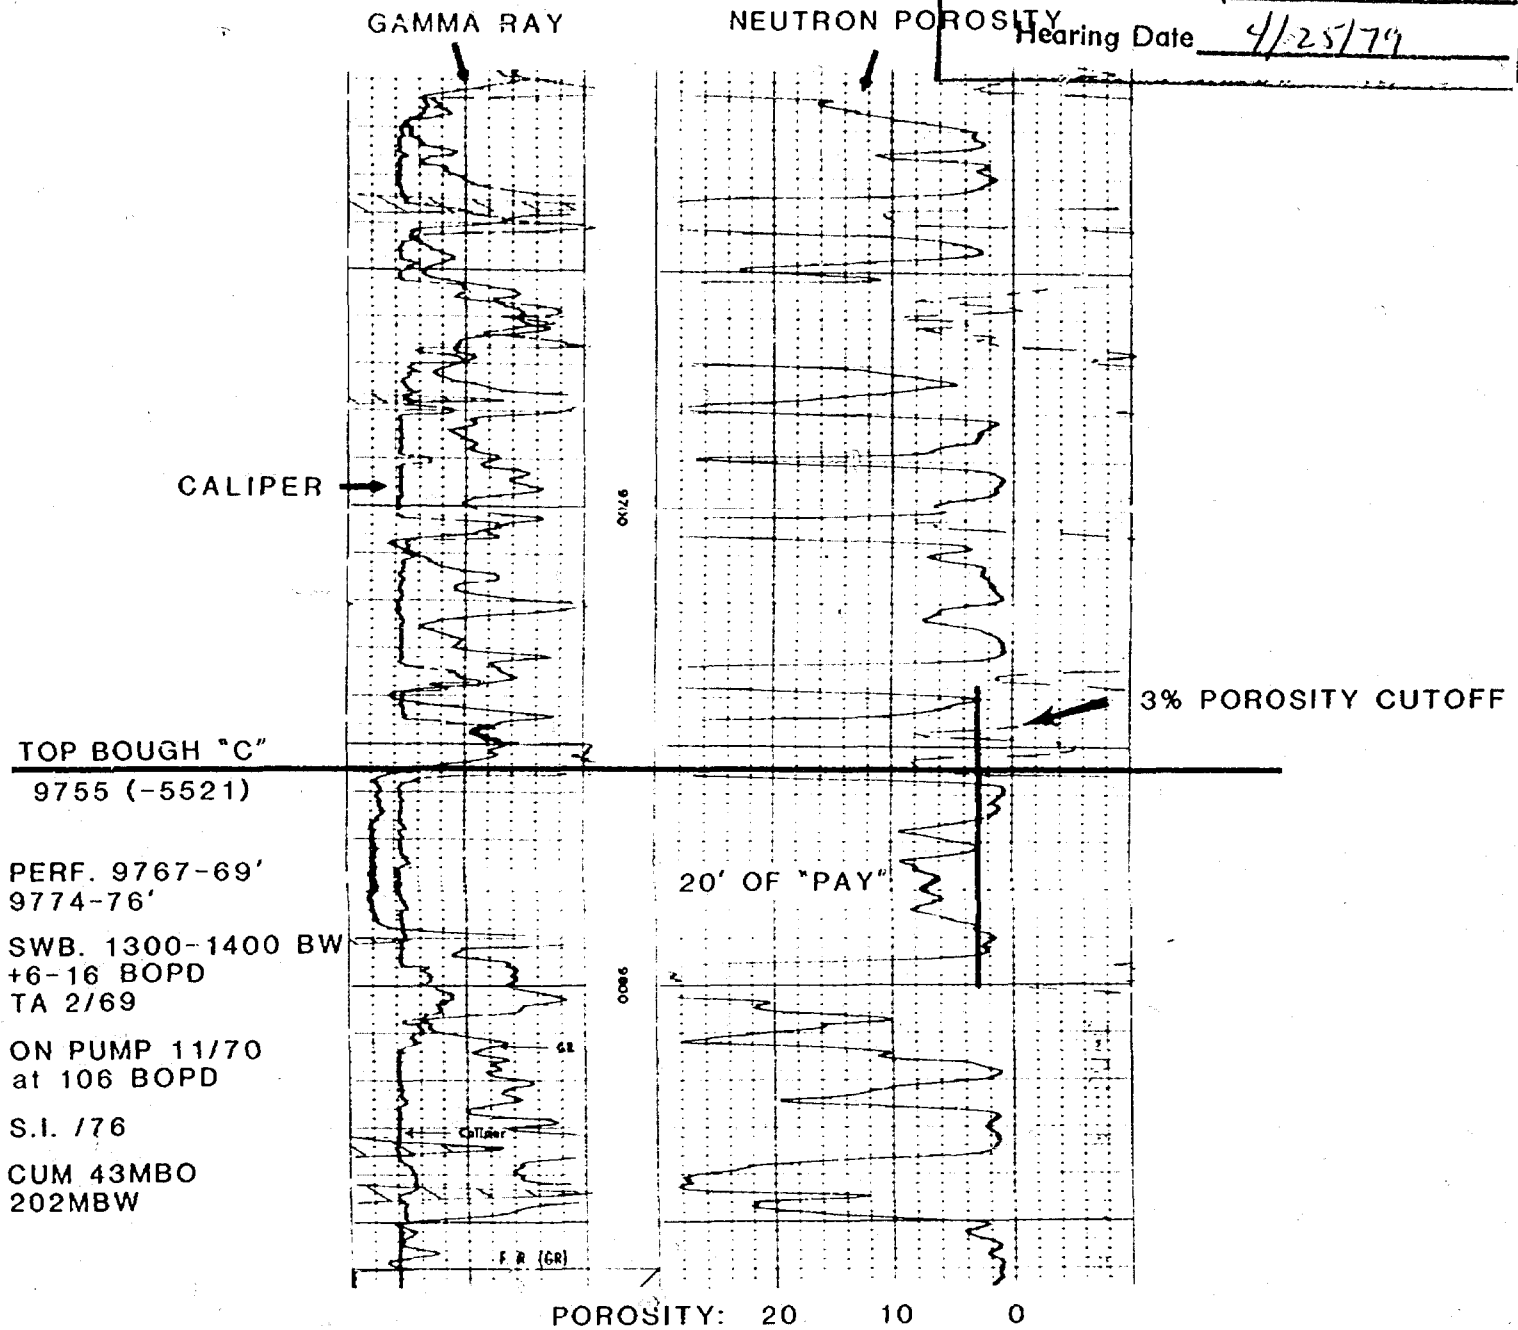 GAMMA RAY
NEUTRON POROSITY
Hearing Date 4/25/79
CALIPER
9700
3% POROSITY CUTOFF
TOP BOUGH "C"
9755 (-5521)
PERF. 9767-69'
9774-76'
20' OF "PAY"
SWB. 1300-1400 BW
+6-16 BOPD
TA 2/69
9800
ON PUMP 11/70
at 106 BOPD
GR
S.I. /76
Caliper
CUM 43MBO
202MBW
F R (GR)
POROSITY: 20 10 0